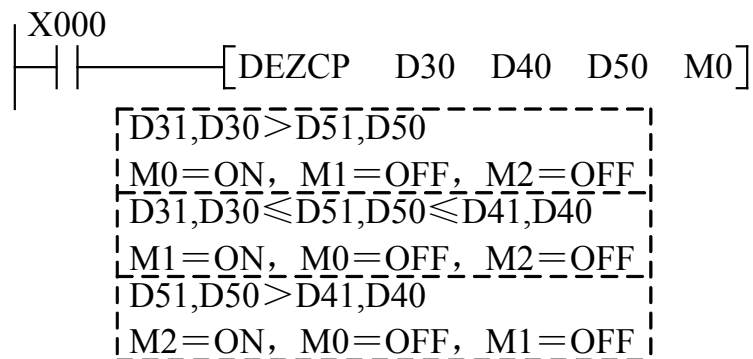 X000
[DEZCP D30 D40 D50 M0]
D31,D30＞D51,D50
M0＝ON，M1＝OFF，M2＝OFF
D31,D30≤D51,D50≤D41,D40
M1＝ON，M0＝OFF，M2＝OFF
D51,D50＞D41,D40
M2＝ON，M0＝OFF，M1＝OFF